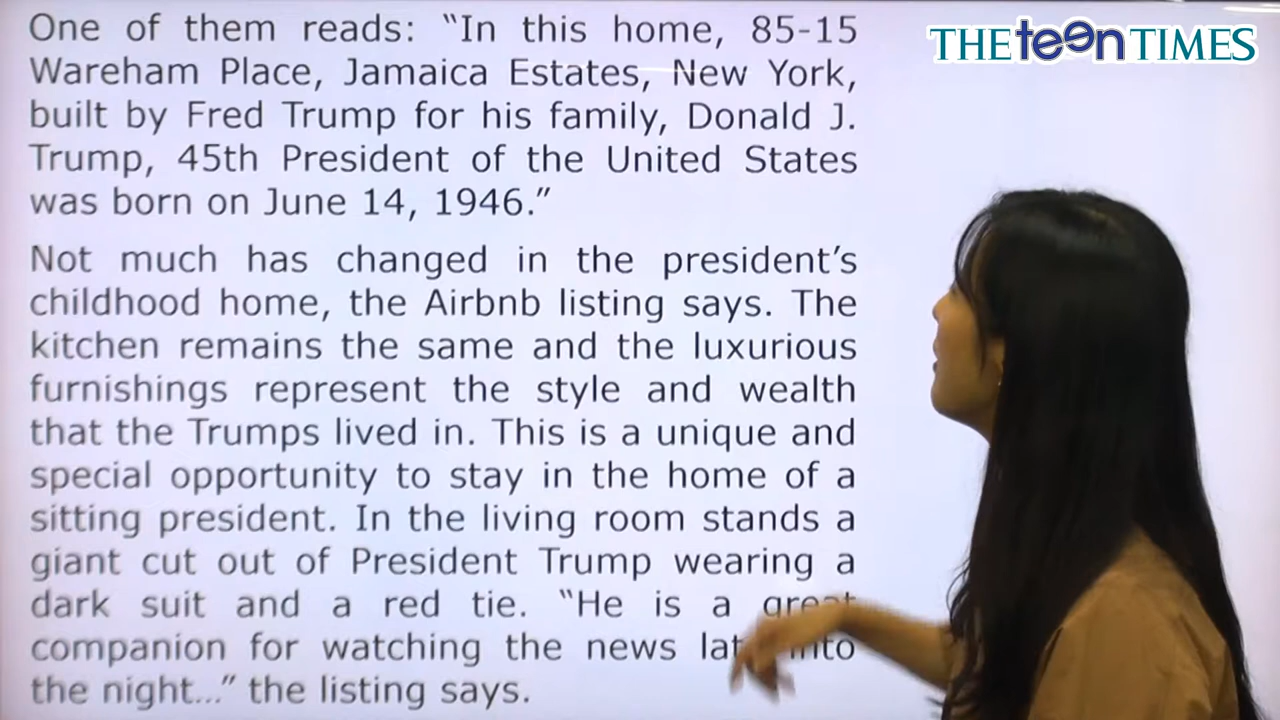 THE teen TIMES
One of them reads: “In this home, 85-15
Wareham Place, Jamaica Estates, New York,
built by Fred Trump for his family, Donald J.
Trump, 45th President of the United States
was born on June 14, 1946.”
Not much has changed in the president’s
childhood home, the Airbnb listing says. The
kitchen remains the same and the luxurious
furnishings represent the style and wealth
that the Trumps lived in. This is a unique and
special opportunity to stay in the home of a
sitting president. In the living room stands a
giant cut out of President Trump wearing a
dark suit and a red tie. “He is a great
companion for watching the news late into
the night...” the listing says.